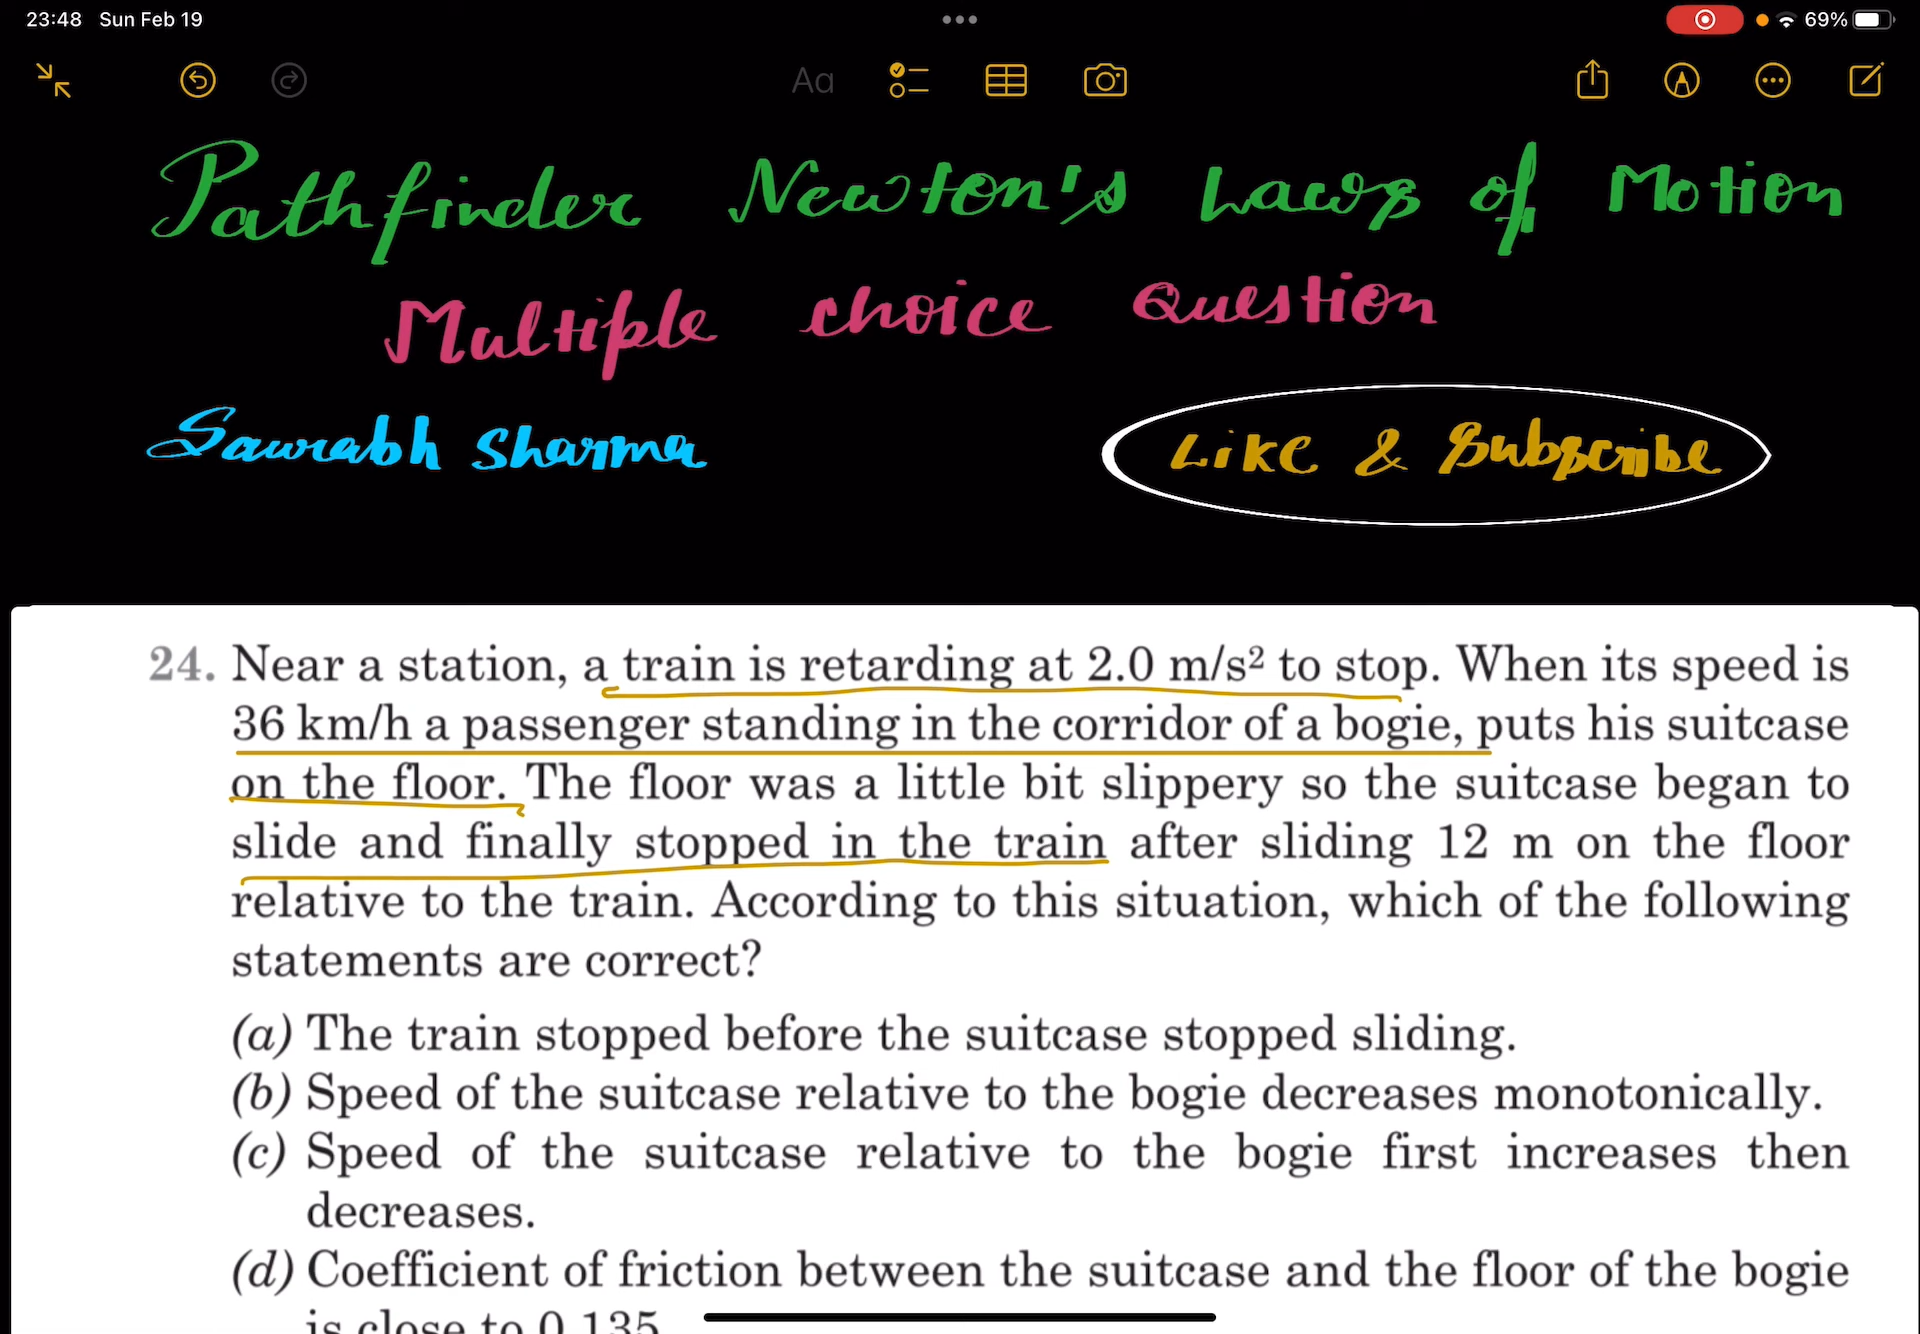 23:48 Sun Feb 19
69%
Aa
Pathfinder Newton's Laws of Motion
Multiple choice Question
Saurabh Sharma
Like & Subscribe
24. Near a station, a train is retarding at 2.0 m/s² to stop. When its speed is
36 km/h a passenger standing in the corridor of a bogie, puts his suitcase
on the floor. The floor was a little bit slippery so the suitcase began to
slide and finally stopped in the train after sliding 12 m on the floor
relative to the train. According to this situation, which of the following
statements are correct?
(a) The train stopped before the suitcase stopped sliding.
(b) Speed of the suitcase relative to the bogie decreases monotonically.
(c) Speed of the suitcase relative to the bogie first increases then
decreases.
(d) Coefficient of friction between the suitcase and the floor of the bogie
is close to 0.135